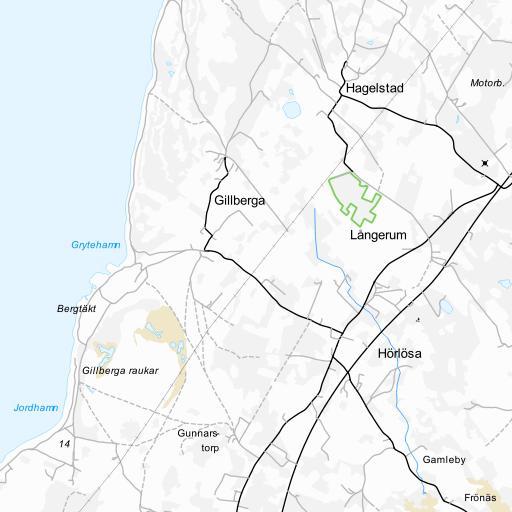 Motorb.
Hagelstad
Gillberga
Långerum
Grytehamn
Bergtäkt
Hörlösa
Gillberga raukar
Jordhamn
Gunnars-
torp
14
Gamleby
Frönäs